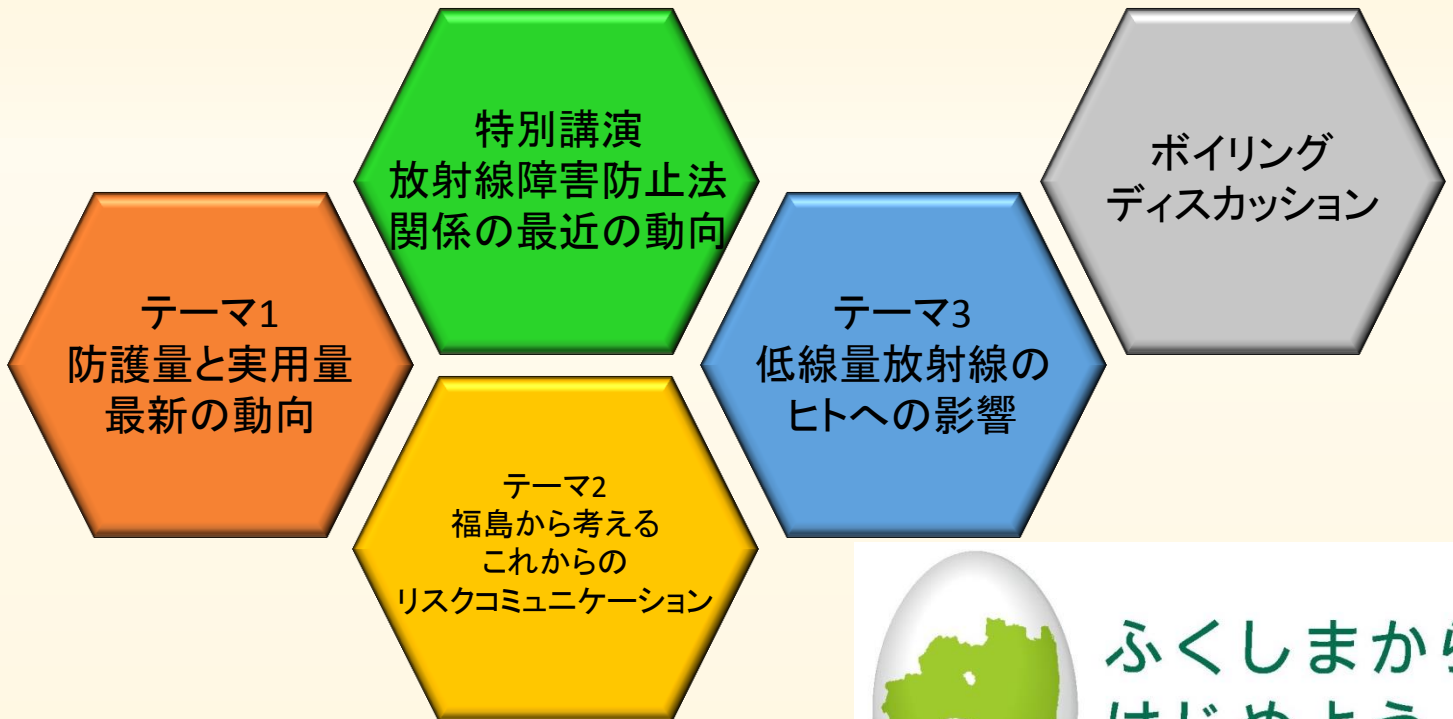 特別講演
放射線障害防止法
関係の最近の動向
ボイリング
ディスカッション
テーマ1
防護量と実用量
最新の動向
テーマ3
低線量放射線の
ヒトへの影響
テーマ2
福島から考える
これからの
リスクコミュニケーション
ふくしまから
はじめよう